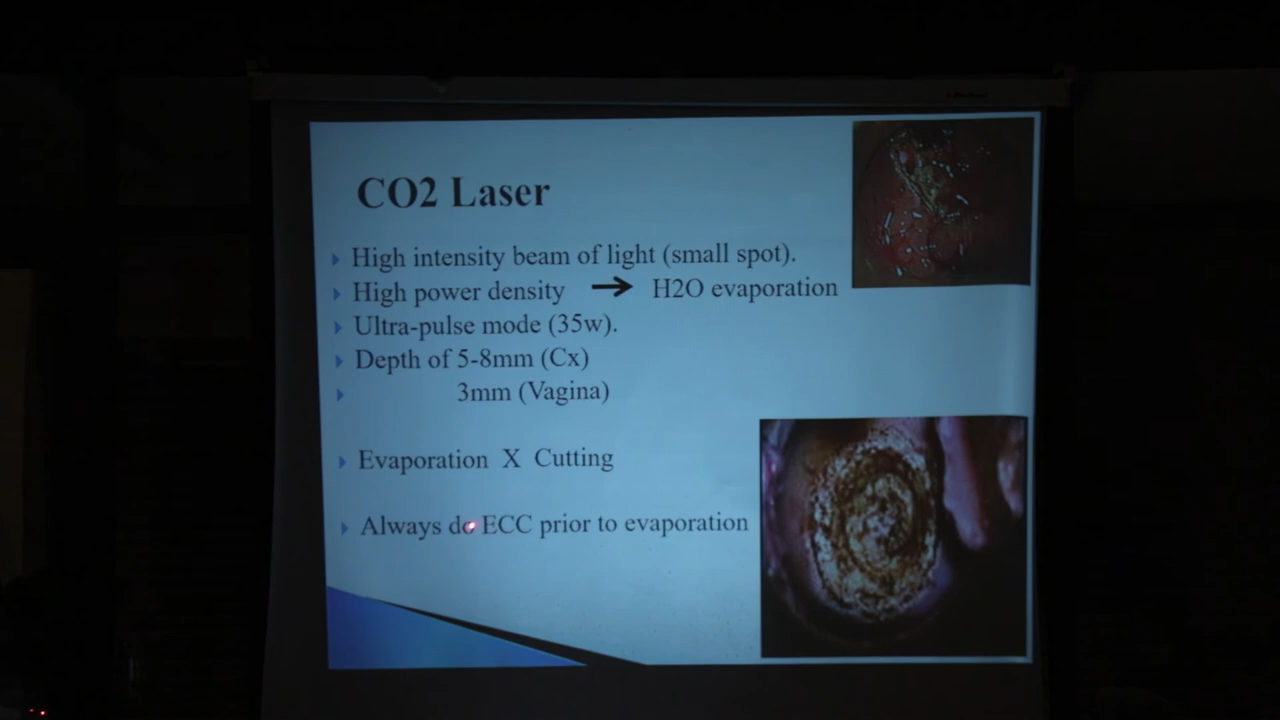 CO2 Laser
High intensity beam of light (small spot).
High power density → H2O evaporation
Ultra-pulse mode (35w).
Depth of 5-8mm (Cx)
3mm (Vagina)
Evaporation X Cutting
Always do ECC prior to evaporation